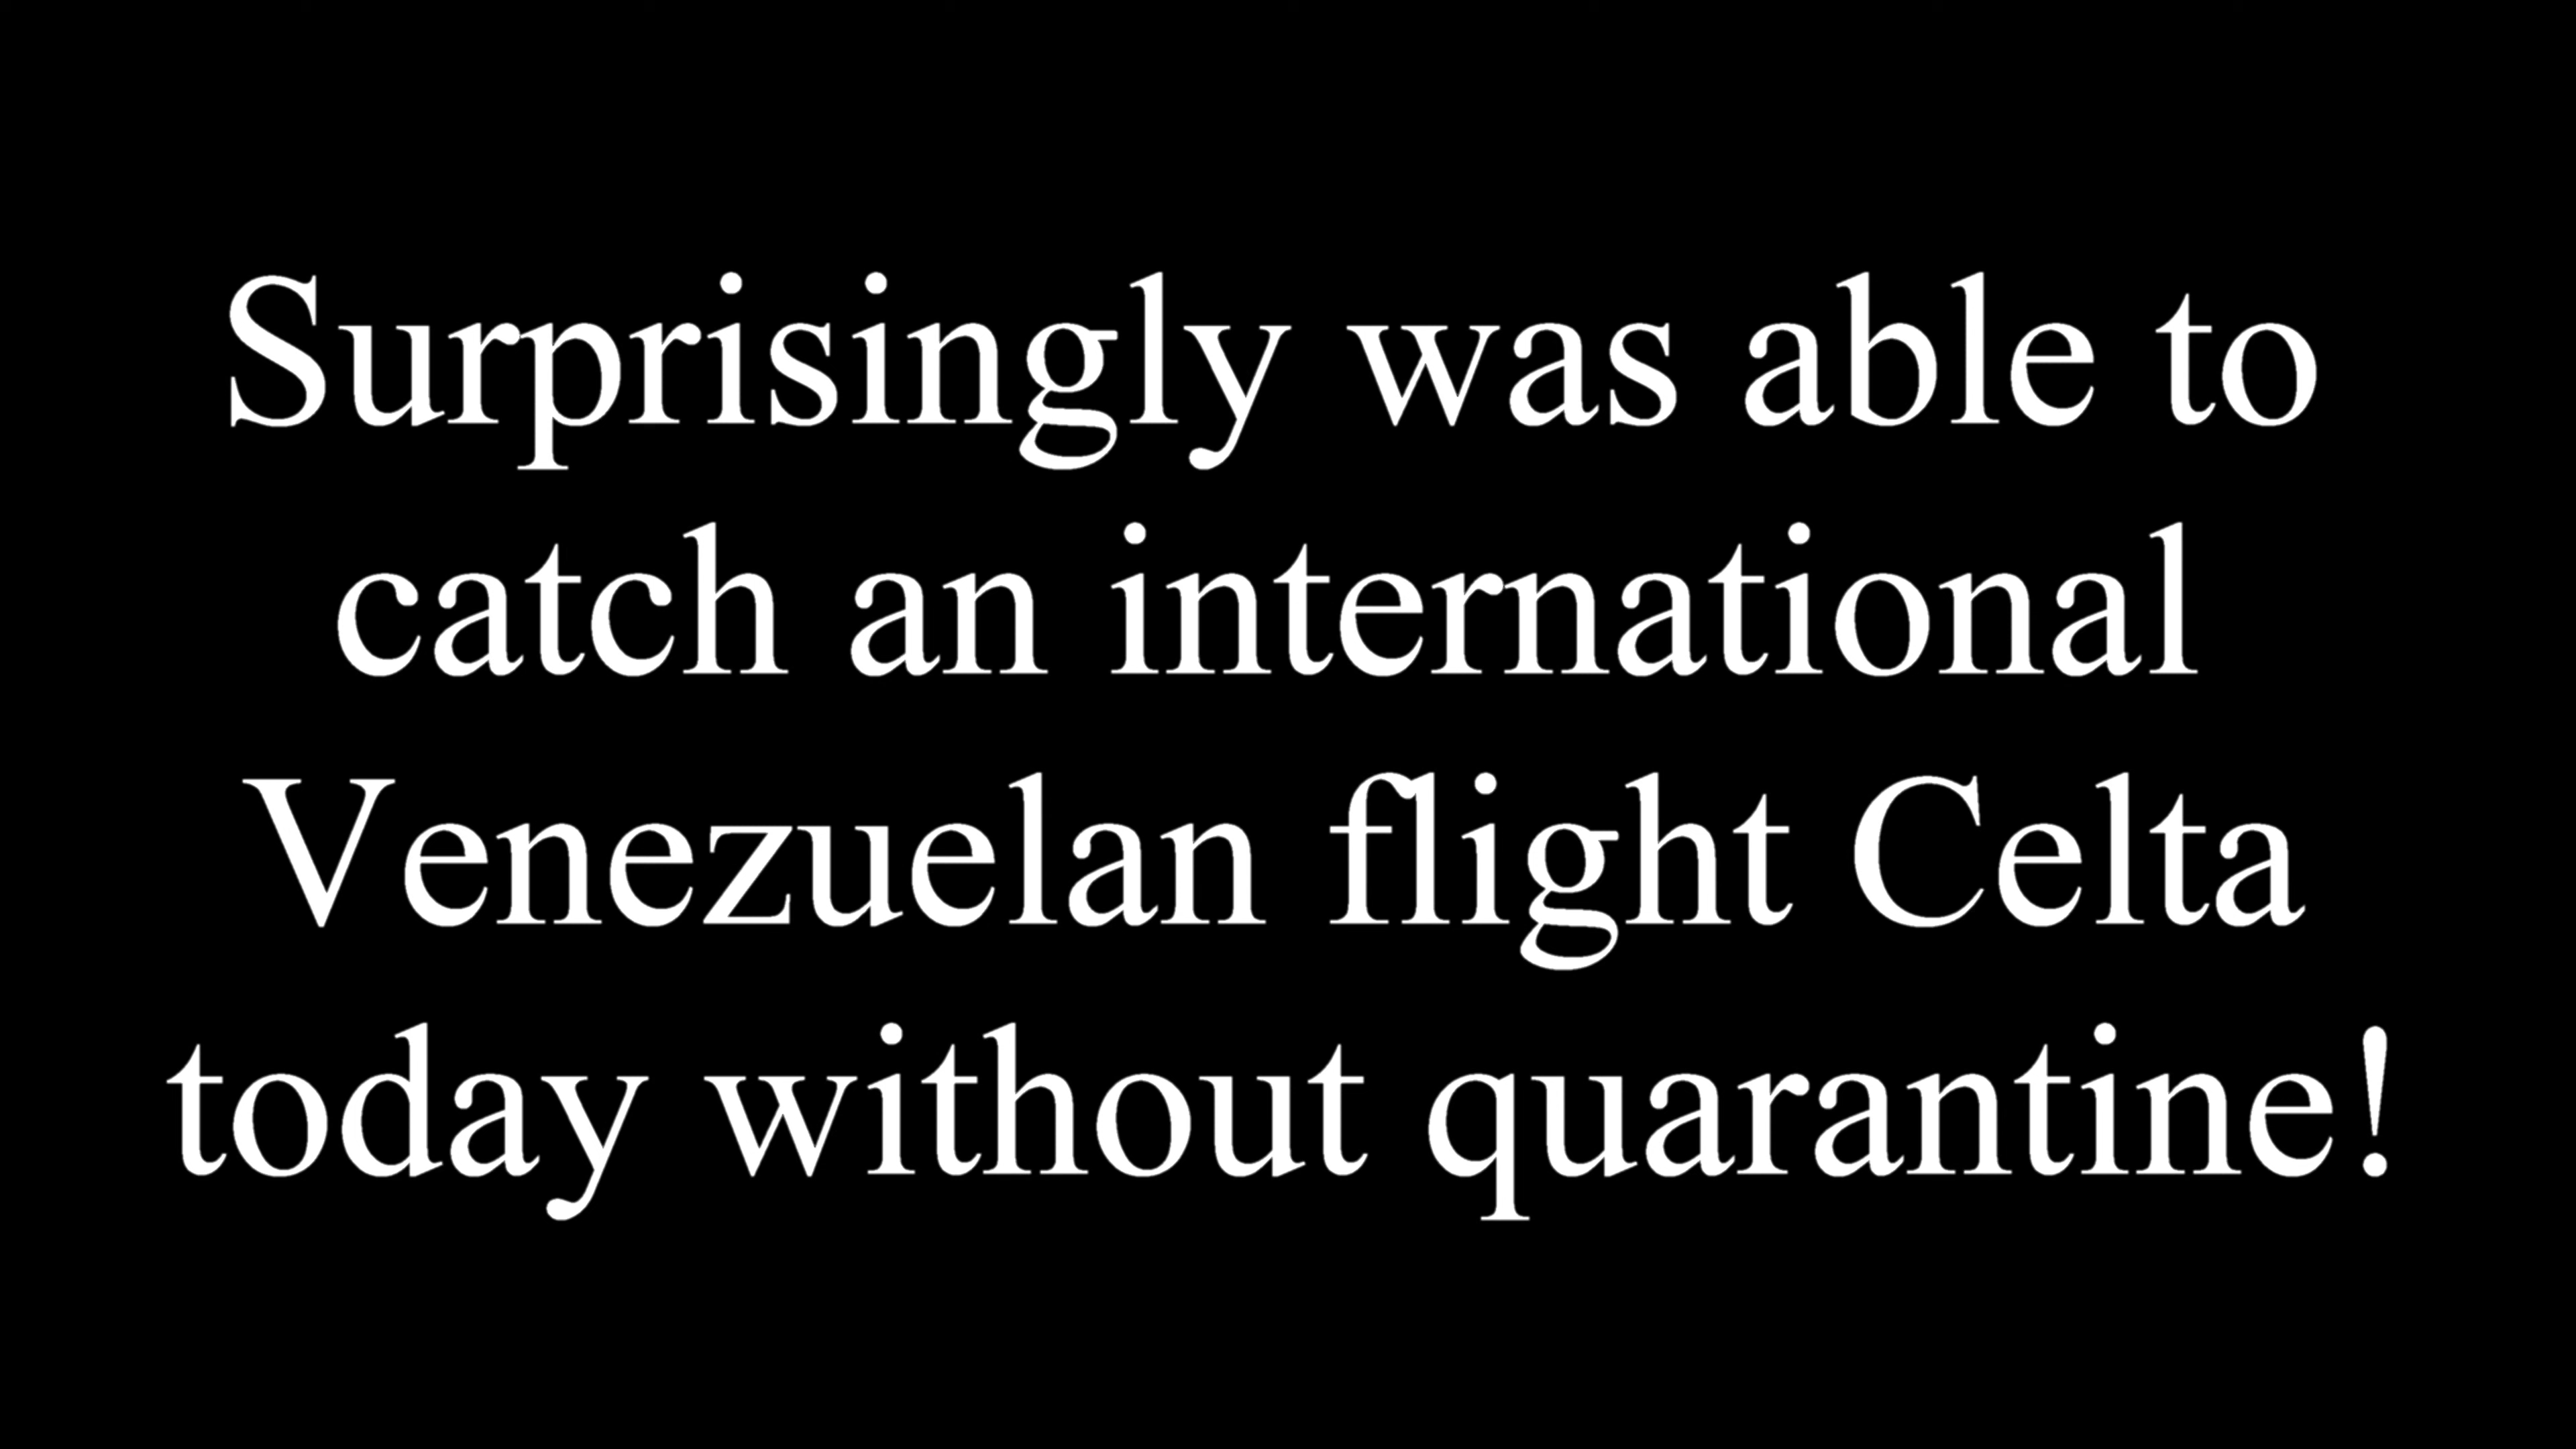 Surprisingly was able to
catch an international
Venezuelan flight Celta
today without quarantine!